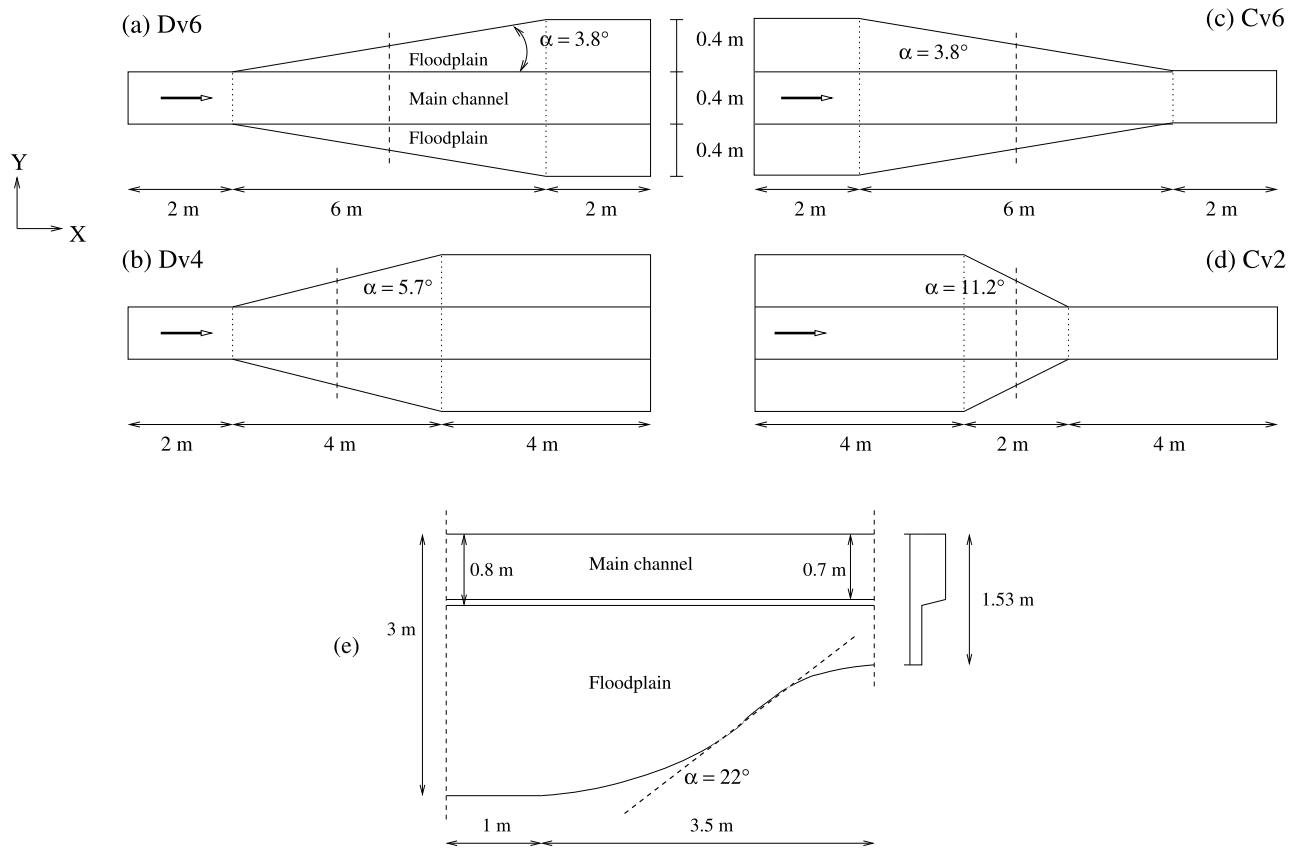 (a) Dv6
α = 3.8°
Floodplain
Main channel
Floodplain
2 m
6 m
2 m
0.4 m
0.4 m
0.4 m
(c) Cv6
α = 3.8°
2 m
6 m
2 m
Y
X
(b) Dv4
α = 5.7°
2 m
4 m
4 m
(d) Cv2
α = 11.2°
4 m
2 m
4 m
(e)
3 m
0.8 m
Main channel
0.7 m
1.53 m
Floodplain
α = 22°
1 m
3.5 m